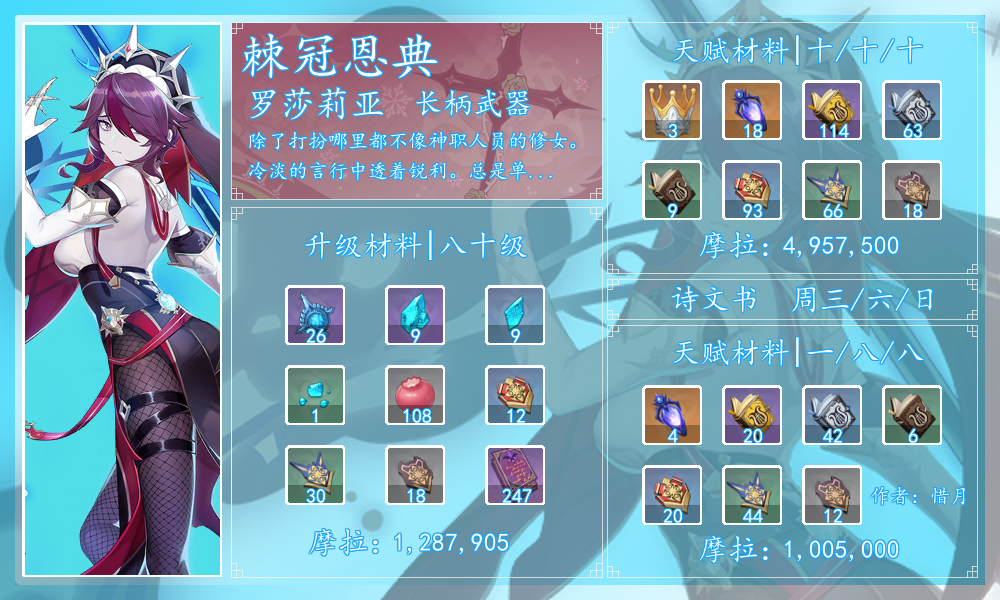 棘冠恩典
罗莎莉亚 长柄武器
除了打扮哪里都不像神职人员的修女。
冷淡的言行中透着锐利。总是单...
升级材料|八十级
26 9 9
1 108 12
30 18 247
摩拉：1,287,905
天赋材料|十/十/十
3 18 114 63
9 93 66 18
摩拉：4,957,500
诗文书 周三/六/日
天赋材料|一/八/八
4 20 42 6
20 44 12
作者：惜月
摩拉：1,005,000